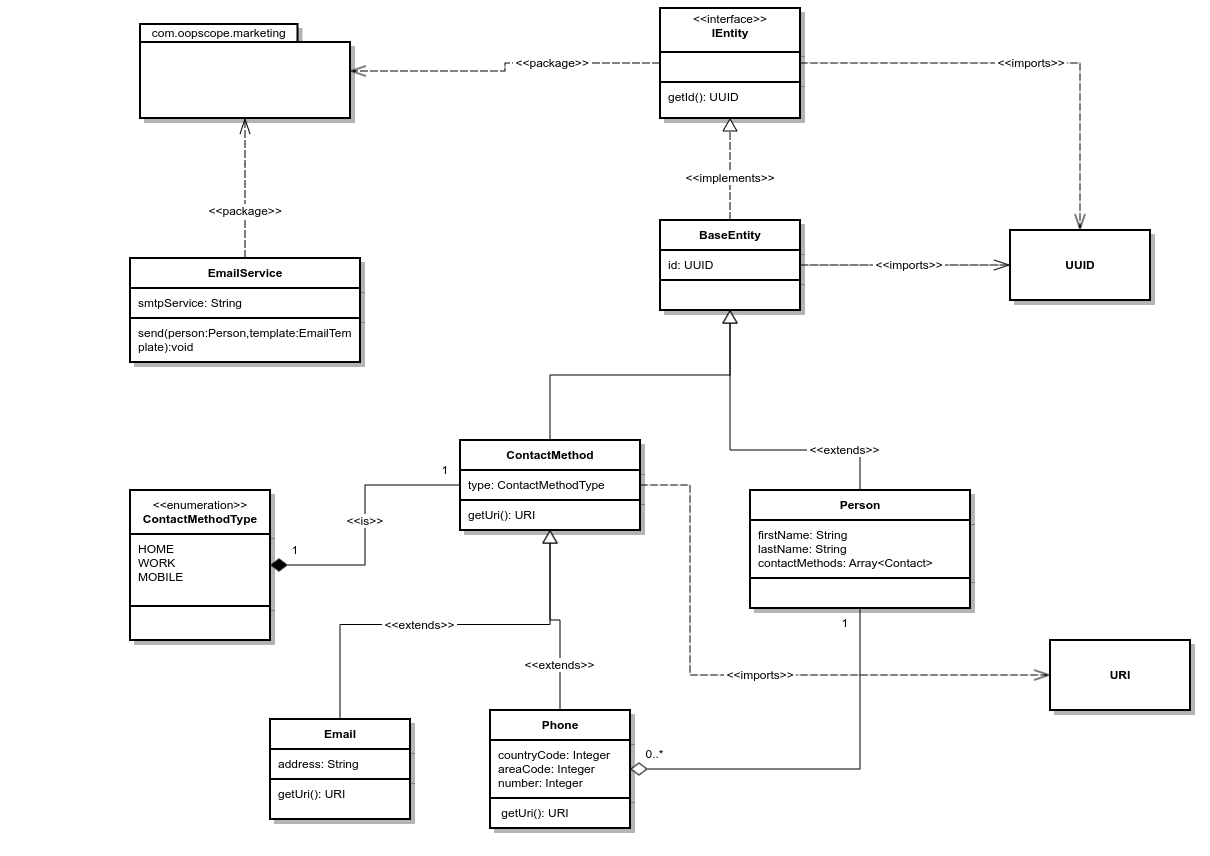 com.oopscope.marketing
<<interface>>
IEntity
getId(): UUID
<<package>>
<<imports>>
<<implements>>
<<package>>
BaseEntity
id: UUID
<<imports>>
UUID
EmailService
smtpService: String
send(person:Person,template:EmailTem
plate):void
<<extends>>
ContactMethod
type: ContactMethodType
getUri(): URI
1
<<is>>
1
<<enumeration>>
ContactMethodType
HOME
WORK
MOBILE
Person
firstName: String
lastName: String
contactMethods: Array<Contact>
1
<<extends>>
<<extends>>
<<imports>>
URI
Email
address: String
getUri(): URI
Phone
countryCode: Integer
areaCode: Integer
number: Integer
getUri(): URI
0..*